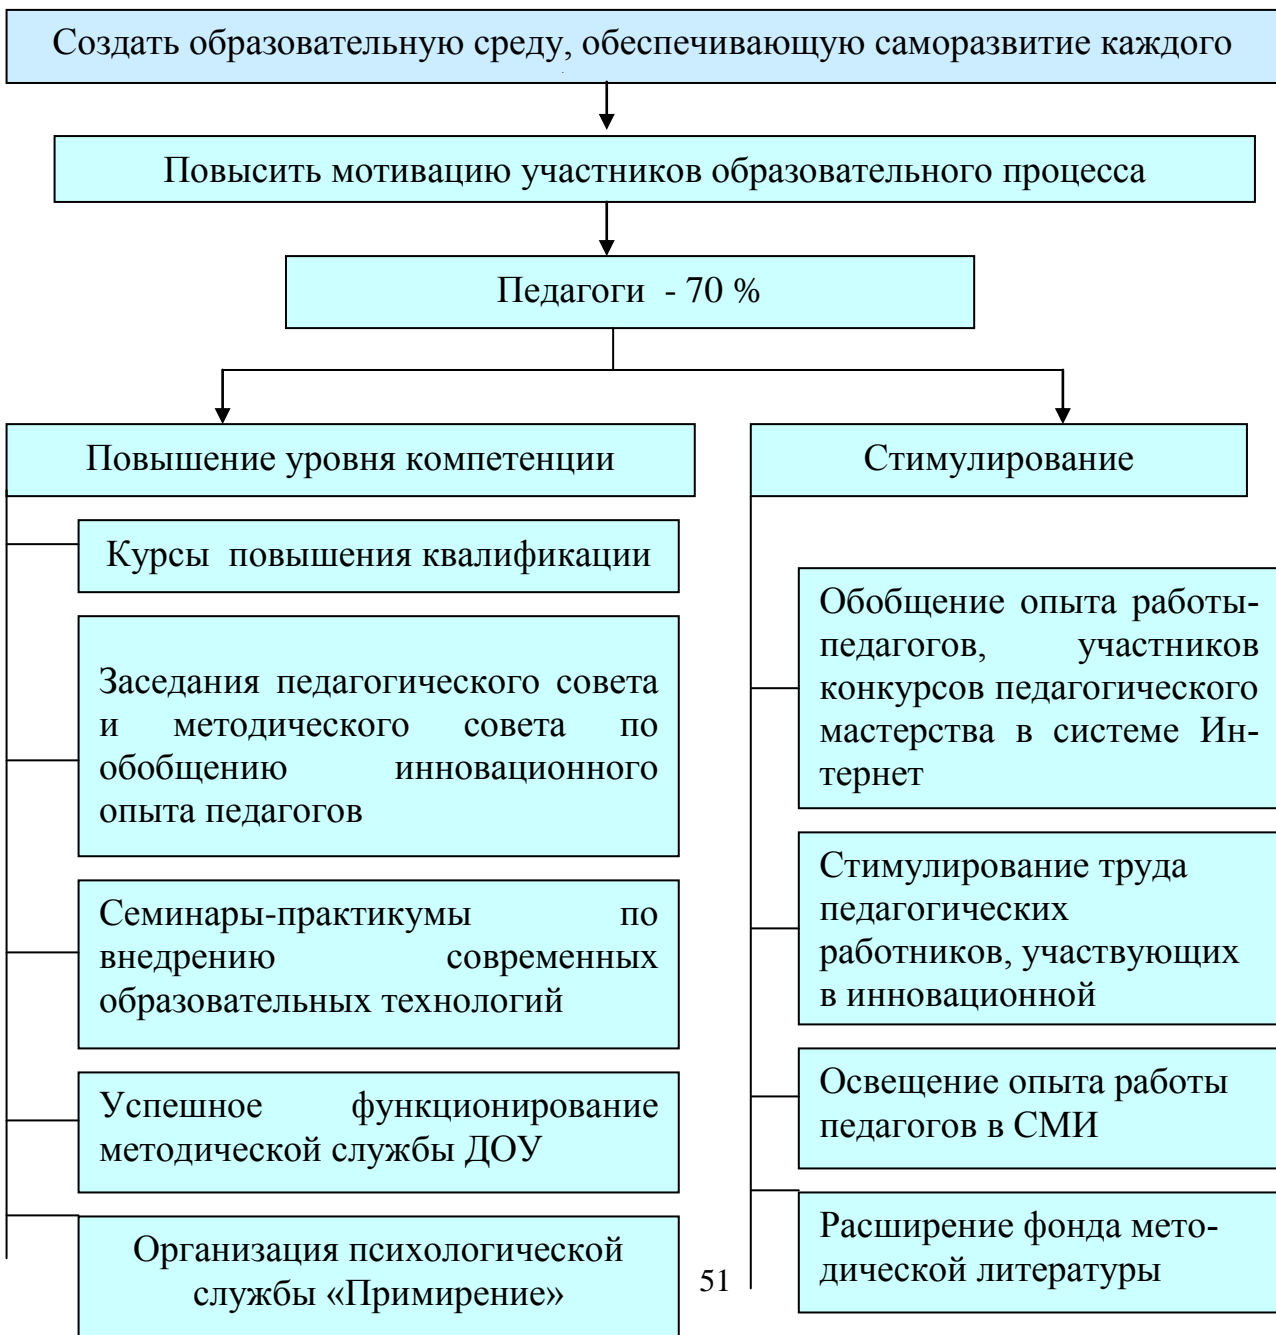 Создать образовательную среду, обеспечивающую саморазвитие каждого
Повысить мотивацию участников образовательного процесса
Педагоги - 70 %
Повышение уровня компетенции
Курсы повышения квалификации
Заседания педагогического совета
и методического совета по
обобщению инновационного
опыта педагогов
Семинары-практикумы по
внедрению современных
образовательных технологий
Успешное функционирование
методической службы ДОУ
Организация психологической
службы «Примирение»
Стимулирование
Обобщение опыта работы-
педагогов, участников
конкурсов педагогического
мастерства в системе Ин-
тернет
Стимулирование труда
педагогических
работников, участвующих
в инновационной
Освещение опыта работы
педагогов в СМИ
Расширение фонда мето-
дической литературы
51